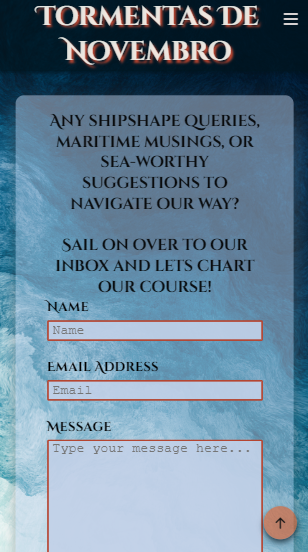 Tormentas De
Novembro
Any shipshape queries,
maritime musings, or
sea-worthy
suggestions to
navigate our way?
Sail on over to our
inbox and lets chart
our course!
Name
Name
Email Address
Email
Message
Type your message here...